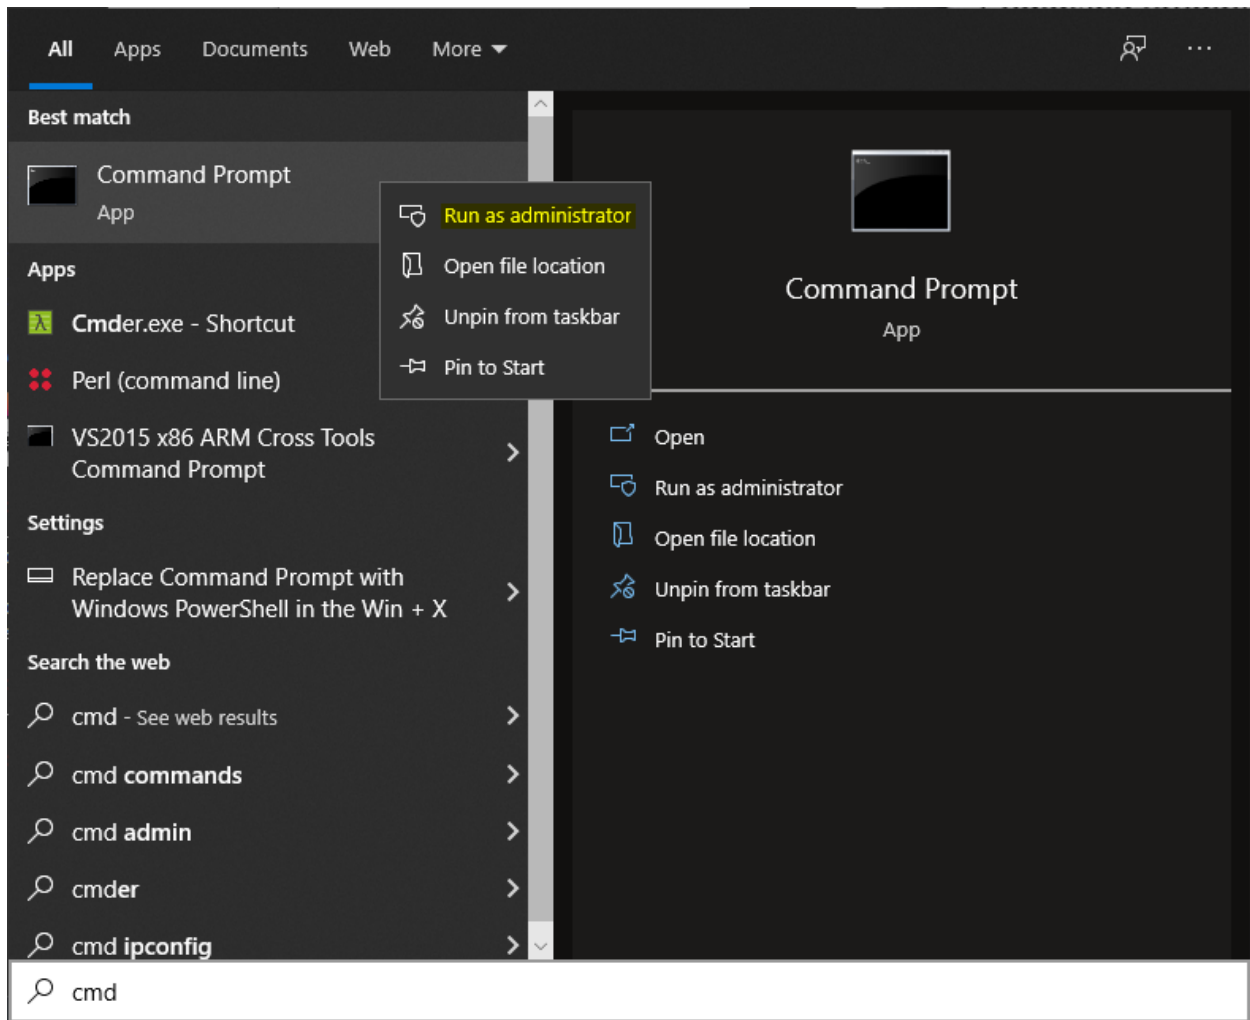 All Apps Documents Web More
Best match
Command Prompt
App
Run as administrator
Open file location
Unpin from taskbar
Pin to Start
Apps
Cmder.exe - Shortcut
Perl (command line)
VS2015 x86 ARM Cross Tools
Command Prompt
Settings
Replace Command Prompt with
Windows PowerShell in the Win + X
Search the web
cmd - See web results
cmd commands
cmd admin
cmder
cmd ipconfig
cmd
Command Prompt
App
Open
Run as administrator
Open file location
Unpin from taskbar
Pin to Start